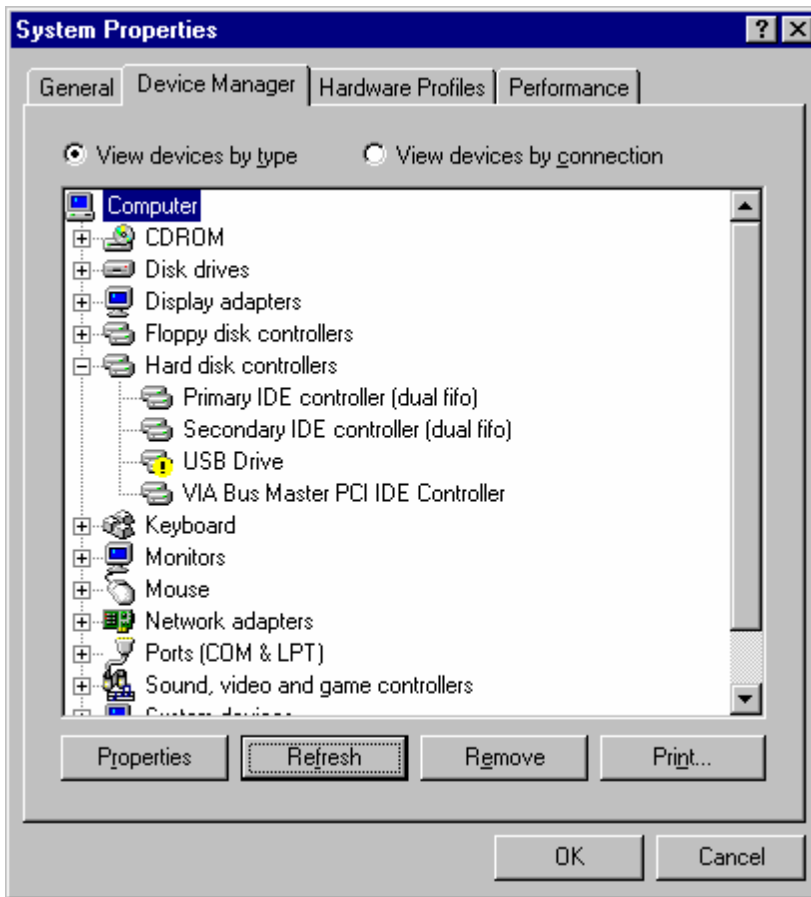 System Properties
General Device Manager Hardware Profiles Performance
View devices by type View devices by connection
Computer
CDROM
Disk drives
Display adapters
Floppy disk controllers
Hard disk controllers
Primary IDE controller (dual fifo)
Secondary IDE controller (dual fifo)
USB Drive
VIA Bus Master PCI IDE Controller
Keyboard
Monitors
Mouse
Network adapters
Ports (COM & LPT)
Sound, video and game controllers
System devices
Properties Refresh Remove Print...
OK Cancel